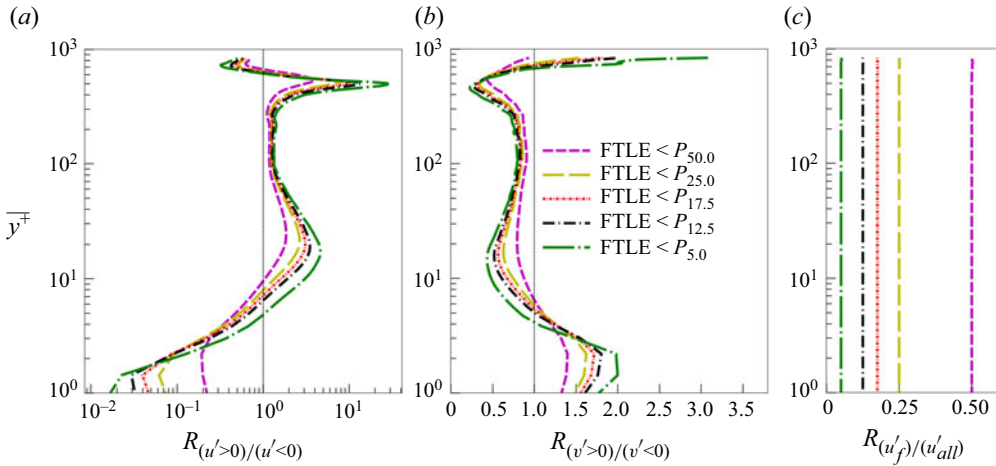 (a) (b) (c)
10³ 10³ 10³
10² 10² 10²
10¹ 10¹ 10¹
10⁰ 10⁰ 10⁰
y⁺
FTLE < P50.0
FTLE < P25.0
FTLE < P17.5
FTLE < P12.5
FTLE < P5.0
10⁻² 10⁻¹ 10⁰ 10¹ 0 0.5 1.0 1.5 2.0 2.5 3.0 3.5 0 0.25 0.50
R(u′>0)/(u′<0) R(v′>0)/(v′<0) R(u′f)/(u′all)